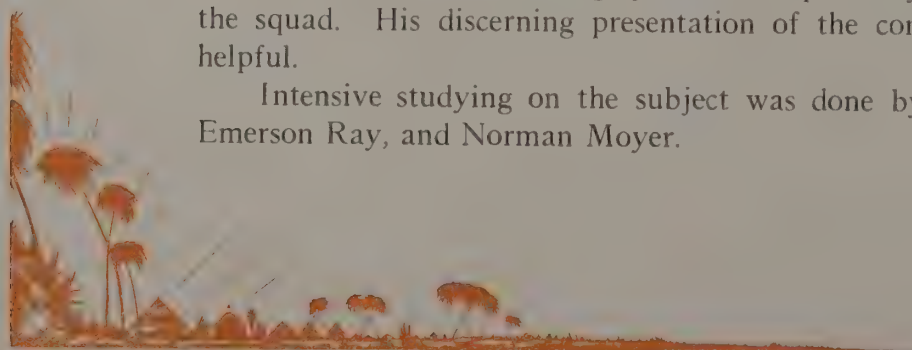 the squad. His discerning presentation of the
helpful.
Intensive studying on the subject was done
Emerson Ray, and Norman Moyer.